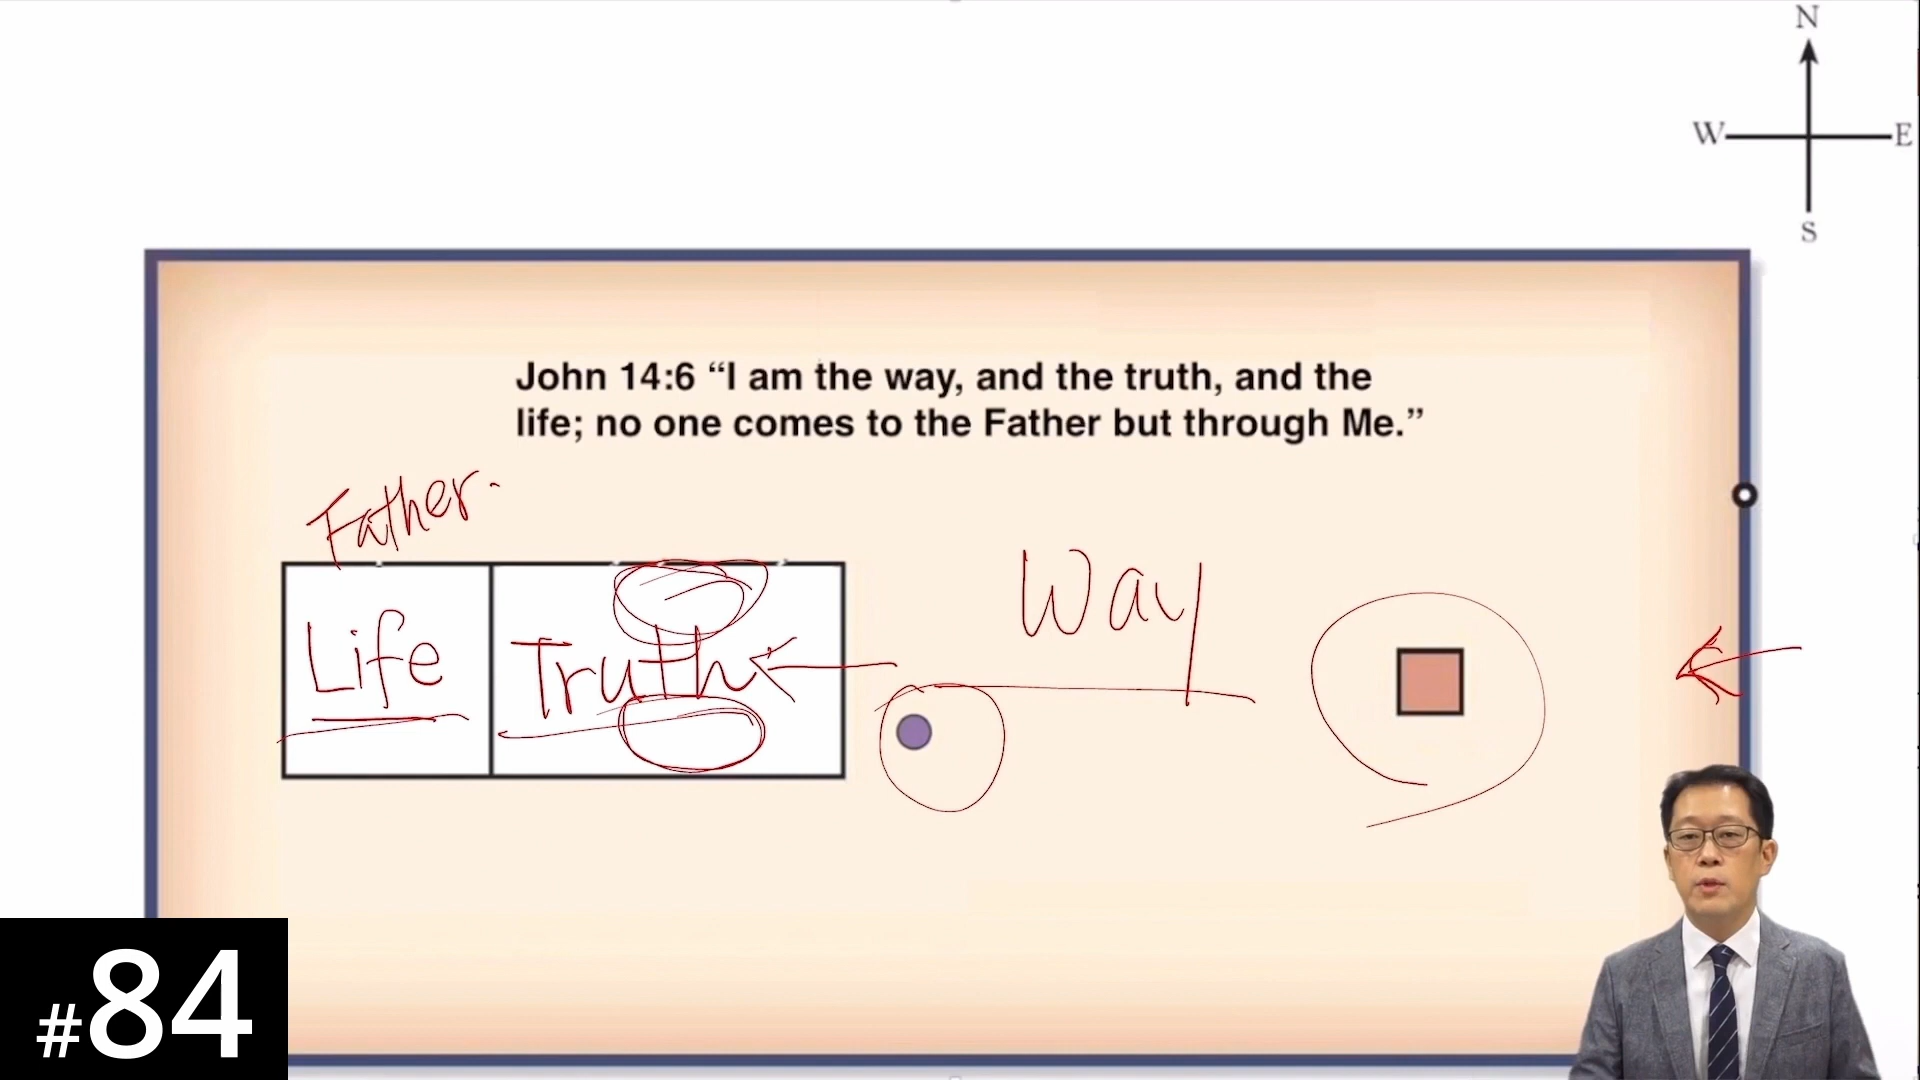 N
W E
S
John 14:6 “I am the way, and the truth, and the
life; no one comes to the Father but through Me.”
Father.
Way
Life
Truth
#84